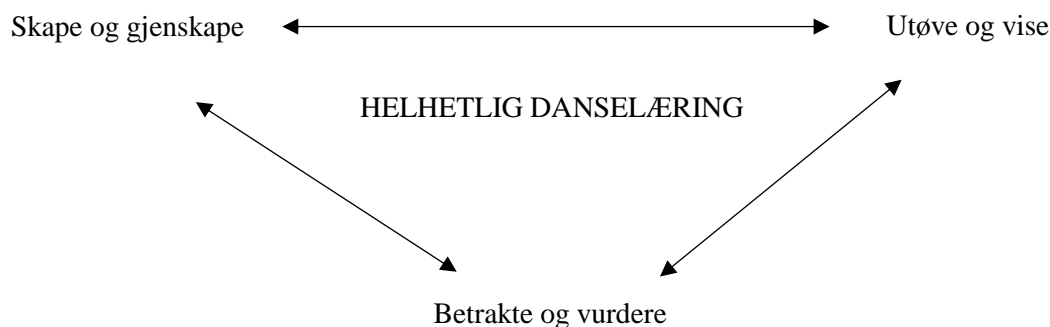 Skape og gjenskape
Utøve og vise
HELHETLIG DANSELÆRING
Betrakte og vurdere